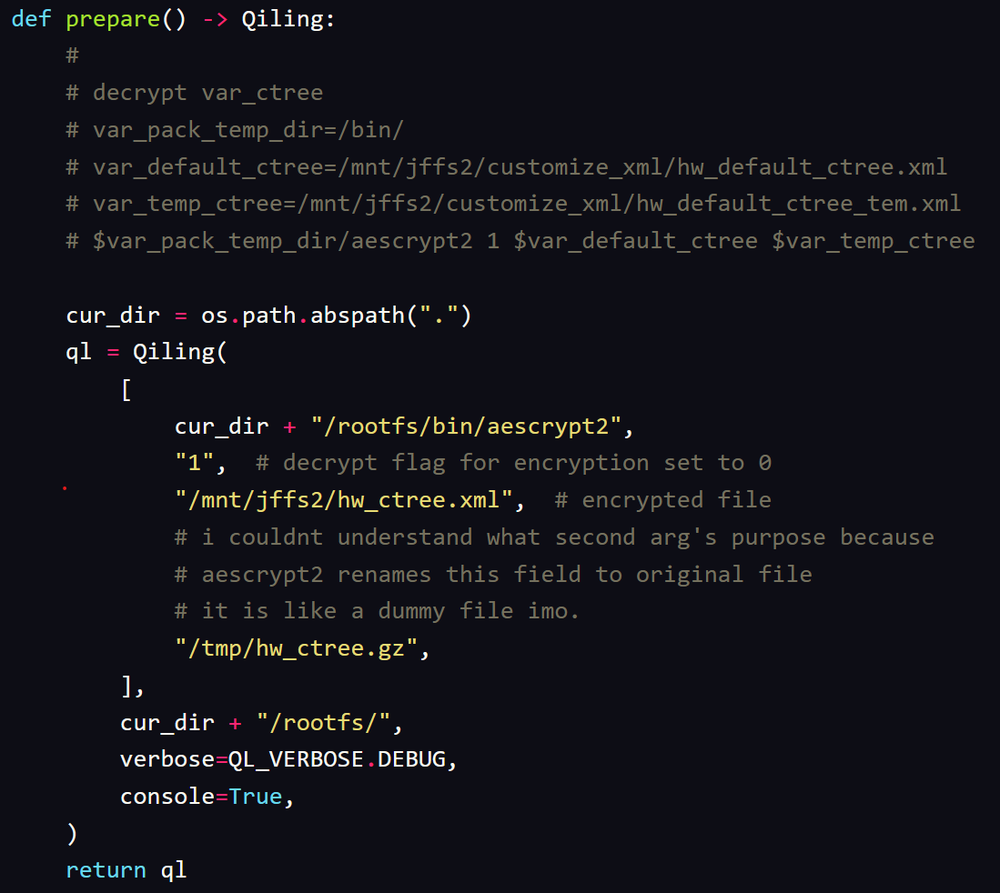 def prepare() -> Qiling:
    #
    # decrypt var_ctree
    # var_pack_temp_dir=/bin/
    # var_default_ctree=/mnt/jffs2/customize_xml/hw_default_ctree.xml
    # var_temp_ctree=/mnt/jffs2/customize_xml/hw_default_ctree_tem.xml
    # $var_pack_temp_dir/aescrypt2 1 $var_default_ctree $var_temp_ctree

    cur_dir = os.path.abspath(".")
    ql = Qiling(
        [
            cur_dir + "/rootfs/bin/aescrypt2",
            "1",  # decrypt flag for encryption set to 0
            "/mnt/jffs2/hw_ctree.xml",  # encrypted file
            # i couldnt understand what second arg's purpose because
            # aescrypt2 renames this field to original file
            # it is like a dummy file imo.
            "/tmp/hw_ctree.gz",
        ],
        cur_dir + "/rootfs/",
        verbose=QL_VERBOSE.DEBUG,
        console=True,
    )
    return ql